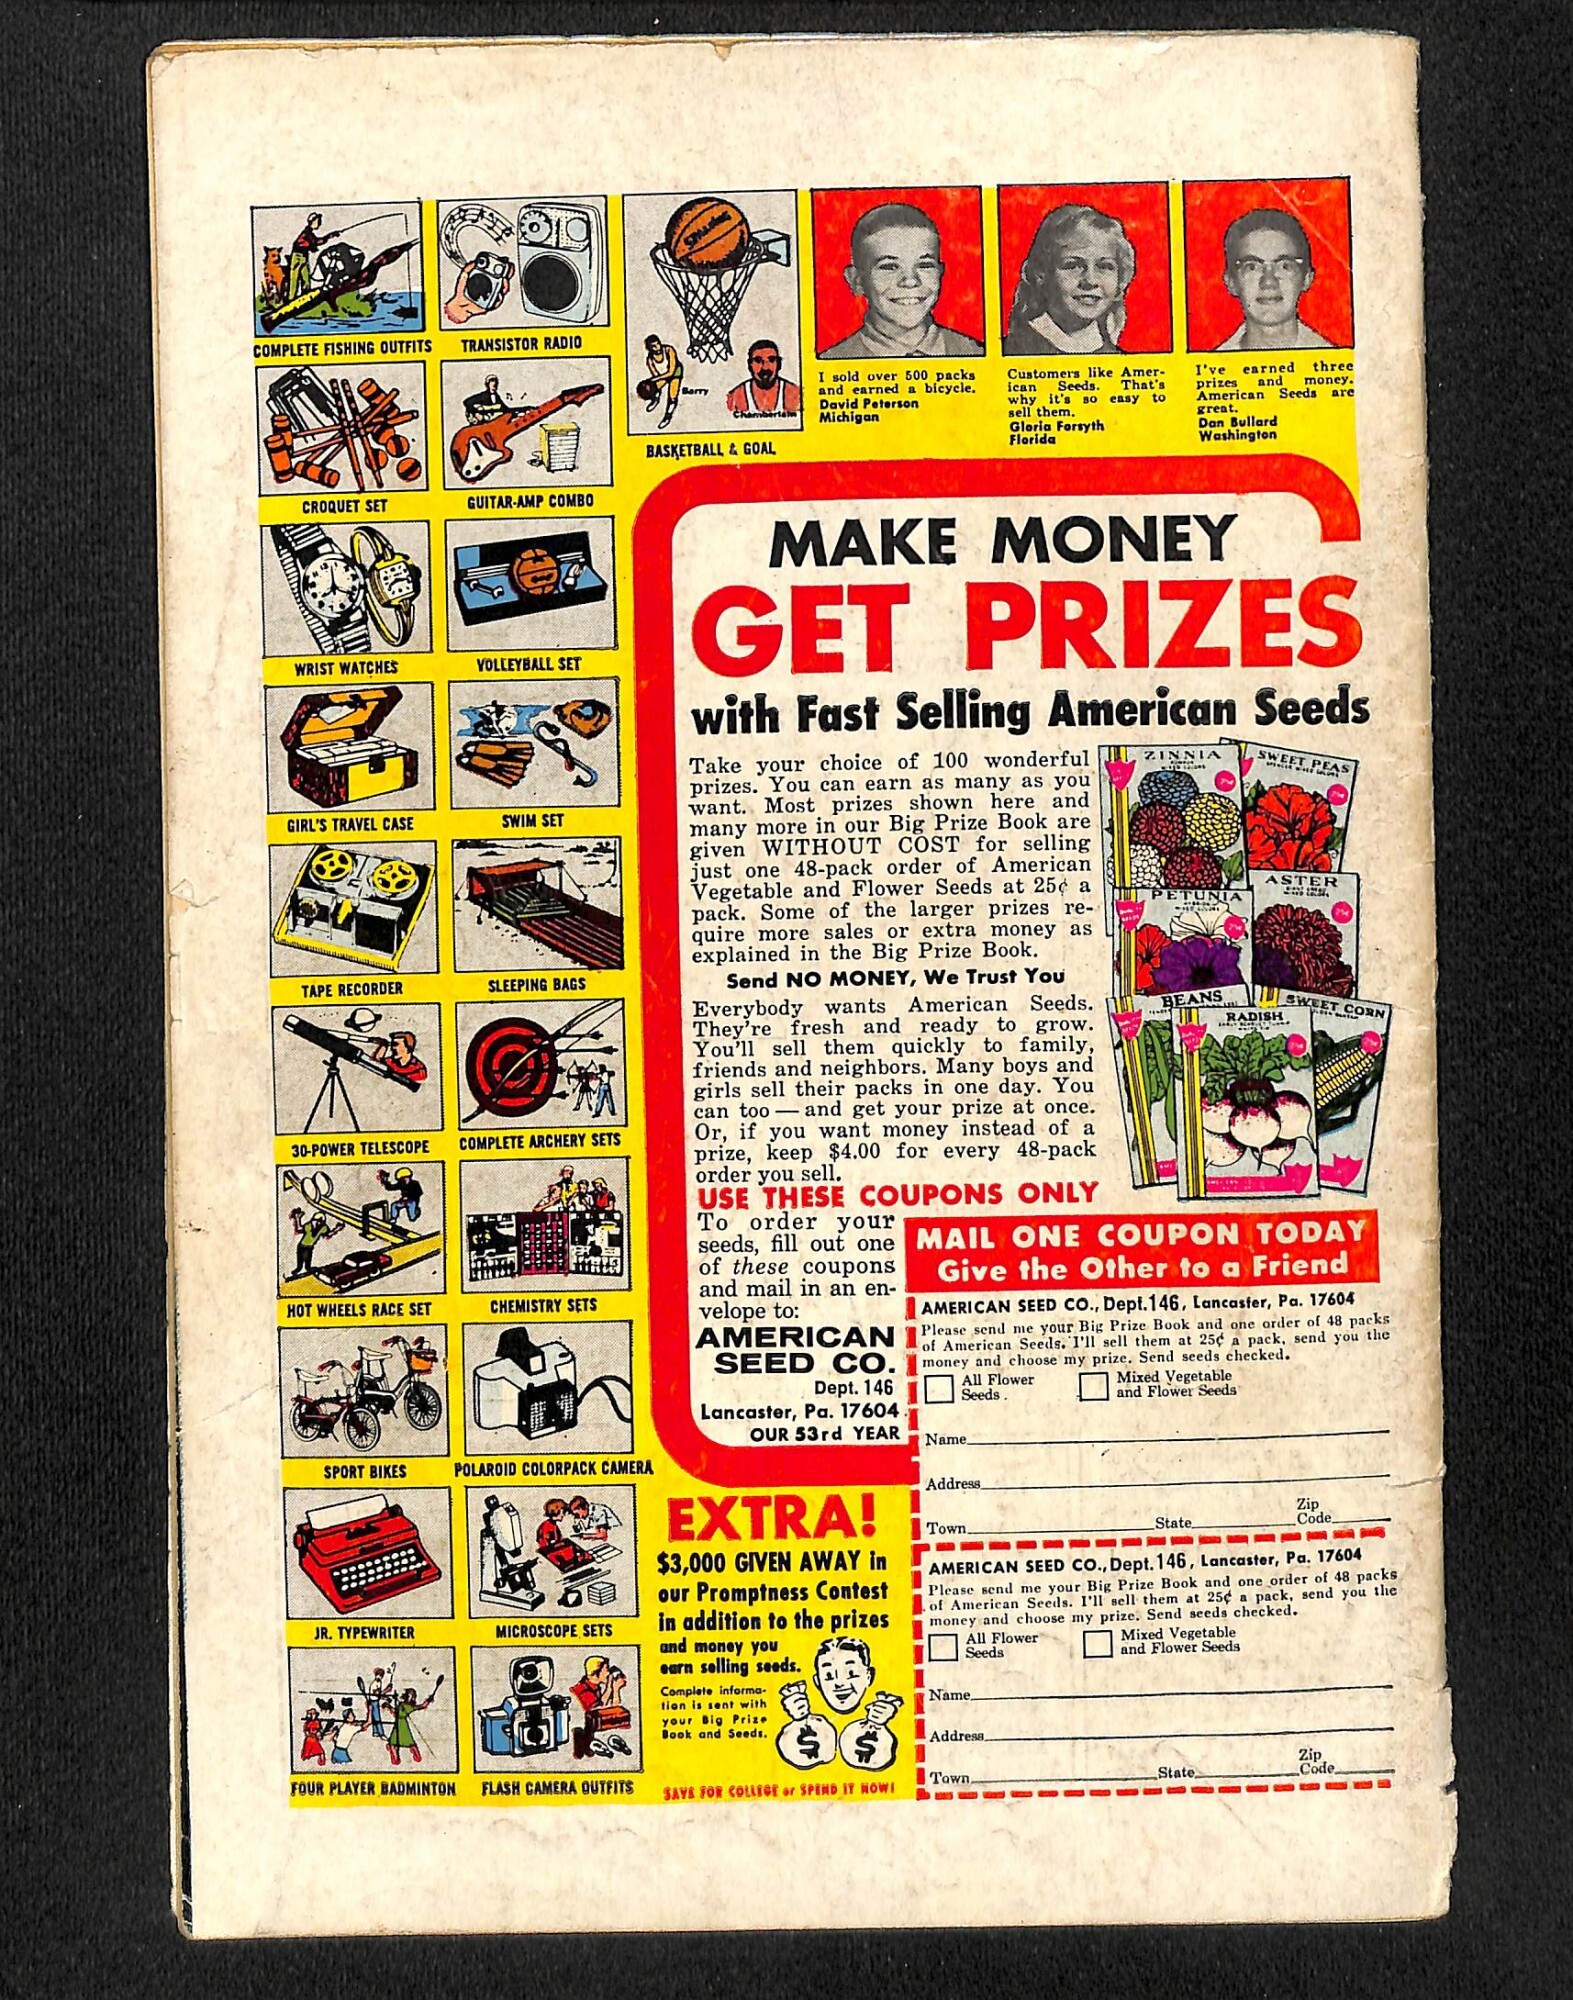 COMPLETE FISHING OUTFITS
TRANSISTOR RADIO
CROQUET SET
GUITAR-AMP COMBO
WRIST WATCHES
VOLLEYBALL SET
GIRL'S TRAVEL CASE
SWIM SET
TAPE RECORDER
SLEEPING BAGS
30-POWER TELESCOPE
COMPLETE ARCHERY SETS
HOT WHEELS RACE SET
CHEMISTRY SETS
SPORT BIKES
POLAROID COLORPACK CAMERA
JR. TYPEWRITER
MICROSCOPE SETS
FOUR PLAYER BADMINTON
FLASH CAMERA OUTFITS
SPALDING
Barry
Chamberlain
BASKETBALL & GOAL
I sold over 500 packs
and earned a bicycle.
David Peterson
Michigan
Customers like Amer-
ican Seeds. That's
why it's so easy to
sell them.
Gloria Forsyth
Florida
I've earned three
prizes and money.
American Seeds are
great.
Dan Bullard
Washington
MAKE MONEY
GET PRIZES
with Fast Selling American Seeds
Take your choice of 100 wonderful
prizes. You can earn as many as you
want. Most prizes shown here and
many more in our Big Prize Book are
given WITHOUT COST for selling
just one 48-pack order of American
Vegetable and Flower Seeds at 25¢ a
pack. Some of the larger prizes re-
quire more sales or extra money as
explained in the Big Prize Book.
Send NO MONEY, We Trust You
Everybody wants American Seeds.
They're fresh and ready to grow.
You'll sell them quickly to family,
friends and neighbors. Many boys and
girls sell their packs in one day. You
can too — and get your prize at once.
Or, if you want money instead of a
prize, keep $4.00 for every 48-pack
order you sell.
ZINNIA
SWEET PEAS
PETUNIA
ASTER
BEANS
RADISH
SWEET CORN
USE THESE COUPONS ONLY
To order your
seeds, fill out one
of these coupons
and mail in an en-
velope to:
AMERICAN
SEED CO.
Dept. 146
Lancaster, Pa. 17604
OUR 53rd YEAR
EXTRA!
$3,000 GIVEN AWAY in
our Promptness Contest
in addition to the prizes
and money you
earn selling seeds.
Complete informa-
tion is sent with
your Big Prize
Book and Seeds.
$ $
SAVE FOR COLLEGE or SPEND IT NOW!
MAIL ONE COUPON TODAY
Give the Other to a Friend
AMERICAN SEED CO., Dept. 146, Lancaster, Pa. 17604
Please send me your Big Prize Book and one order of 48 packs
of American Seeds. I'll sell them at 25¢ a pack, send you the
money and choose my prize. Send seeds checked.
All Flower
Seeds.
Mixed Vegetable
and Flower Seeds
Name
Address
Town State Zip Code
AMERICAN SEED CO., Dept. 146, Lancaster, Pa. 17604
Please send me your Big Prize Book and one order of 48 packs
of American Seeds. I'll sell them at 25¢ a pack, send you the
money and choose my prize. Send seeds checked.
All Flower
Seeds
Mixed Vegetable
and Flower Seeds
Name
Address
Town State Zip Code